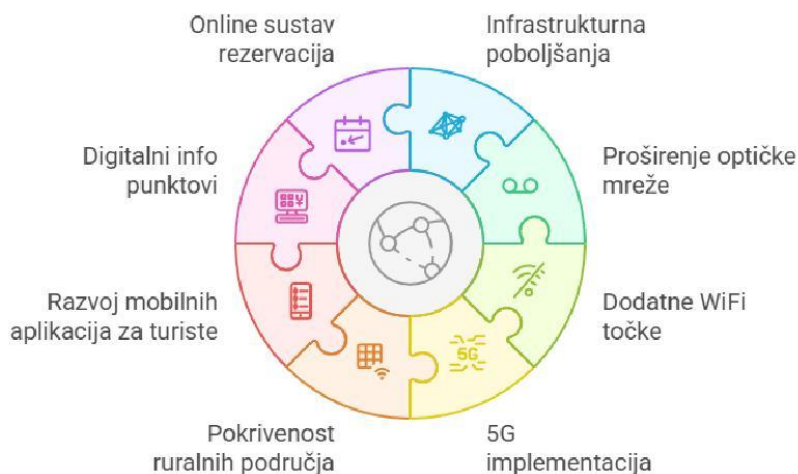 Online sustav
rezervacija
Infrastrukturna
poboljšanja
Digitalni info
punktovi
Proširenje optičke
mreže
Razvoj mobilnih
aplikacija za turiste
Dodatne WiFi
točke
Pokrivenost
ruralnih područja
5G
implementacija
5G